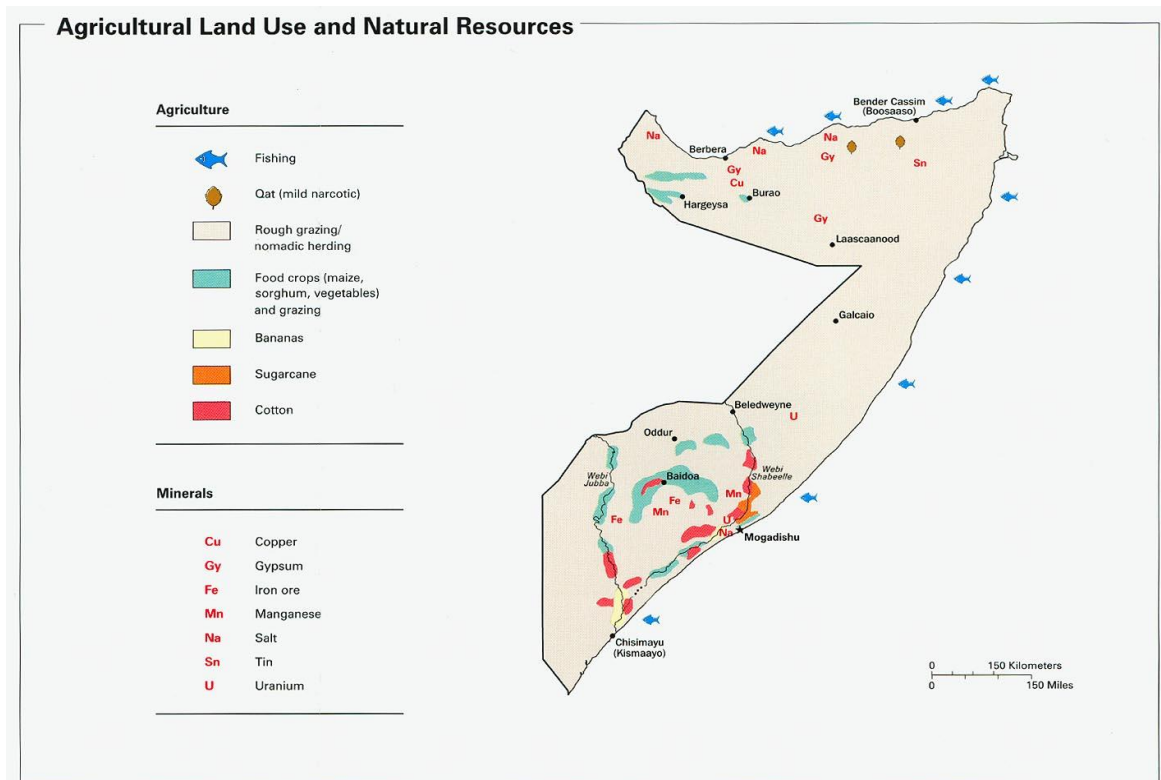 Agricultural Land Use and Natural Resources
Agriculture
Fishing
Qat (mild narcotic)
Rough grazing/
nomadic herding
Food crops (maize,
sorghum, vegetables)
and grazing
Bananas
Sugarcane
Cotton
Minerals
Cu Copper
Gy Gypsum
Fe Iron ore
Mn Manganese
Na Salt
Sn Tin
U Uranium
Bender Cassim
(Boosaaso)
Na
Berbera
Na
Na
Gy
Sn
Gy
Cu
Burao
Hargeysa
Gy
Laascaanood
Galcaio
Beledweyne
U
Oddur
Webi
Jubba
Baidoa
Webi
Shabeelle
Mn
Fe
Mn
Fe
U
Na
Mogadishu
Chisimayu
(Kismaayo)
0 150 Kilometers
0 150 Miles